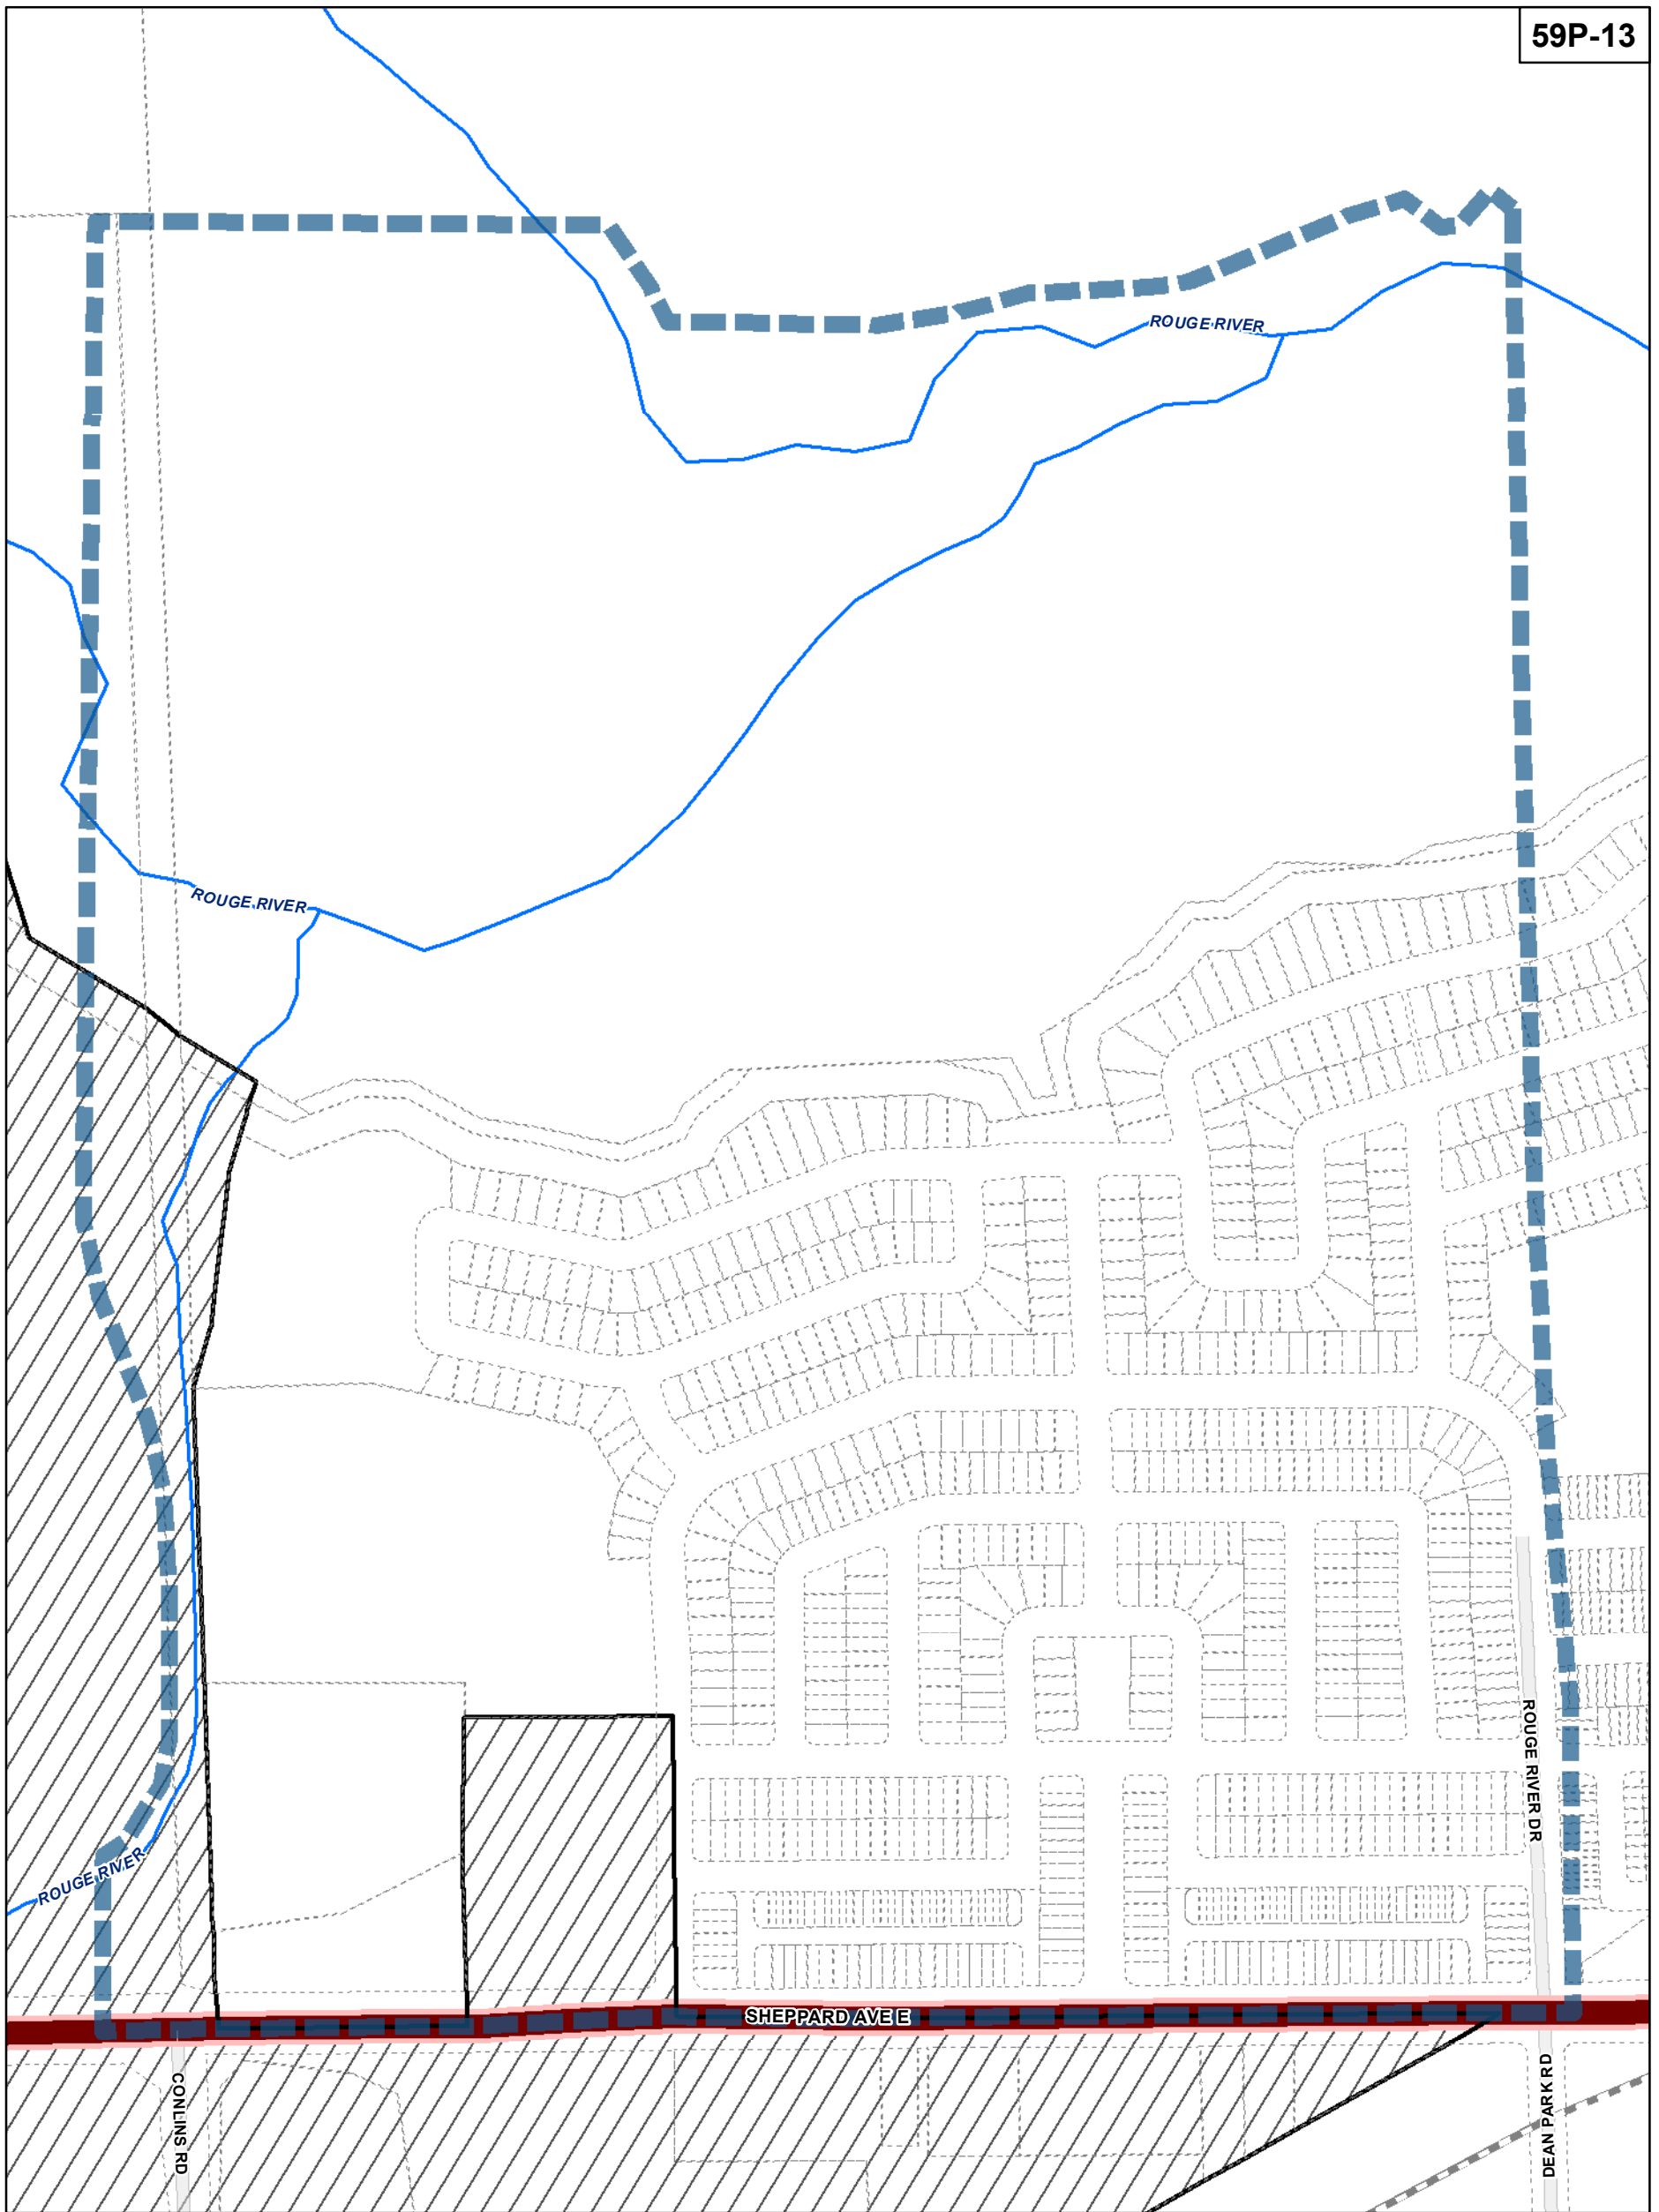 59P-13
ROUGE RIVER
ROUGE RIVER
ROUGE RIVER DR
ROUGE RIVER
SHEPPARD AVE E
CONLINS RD
DEAN PARK RD